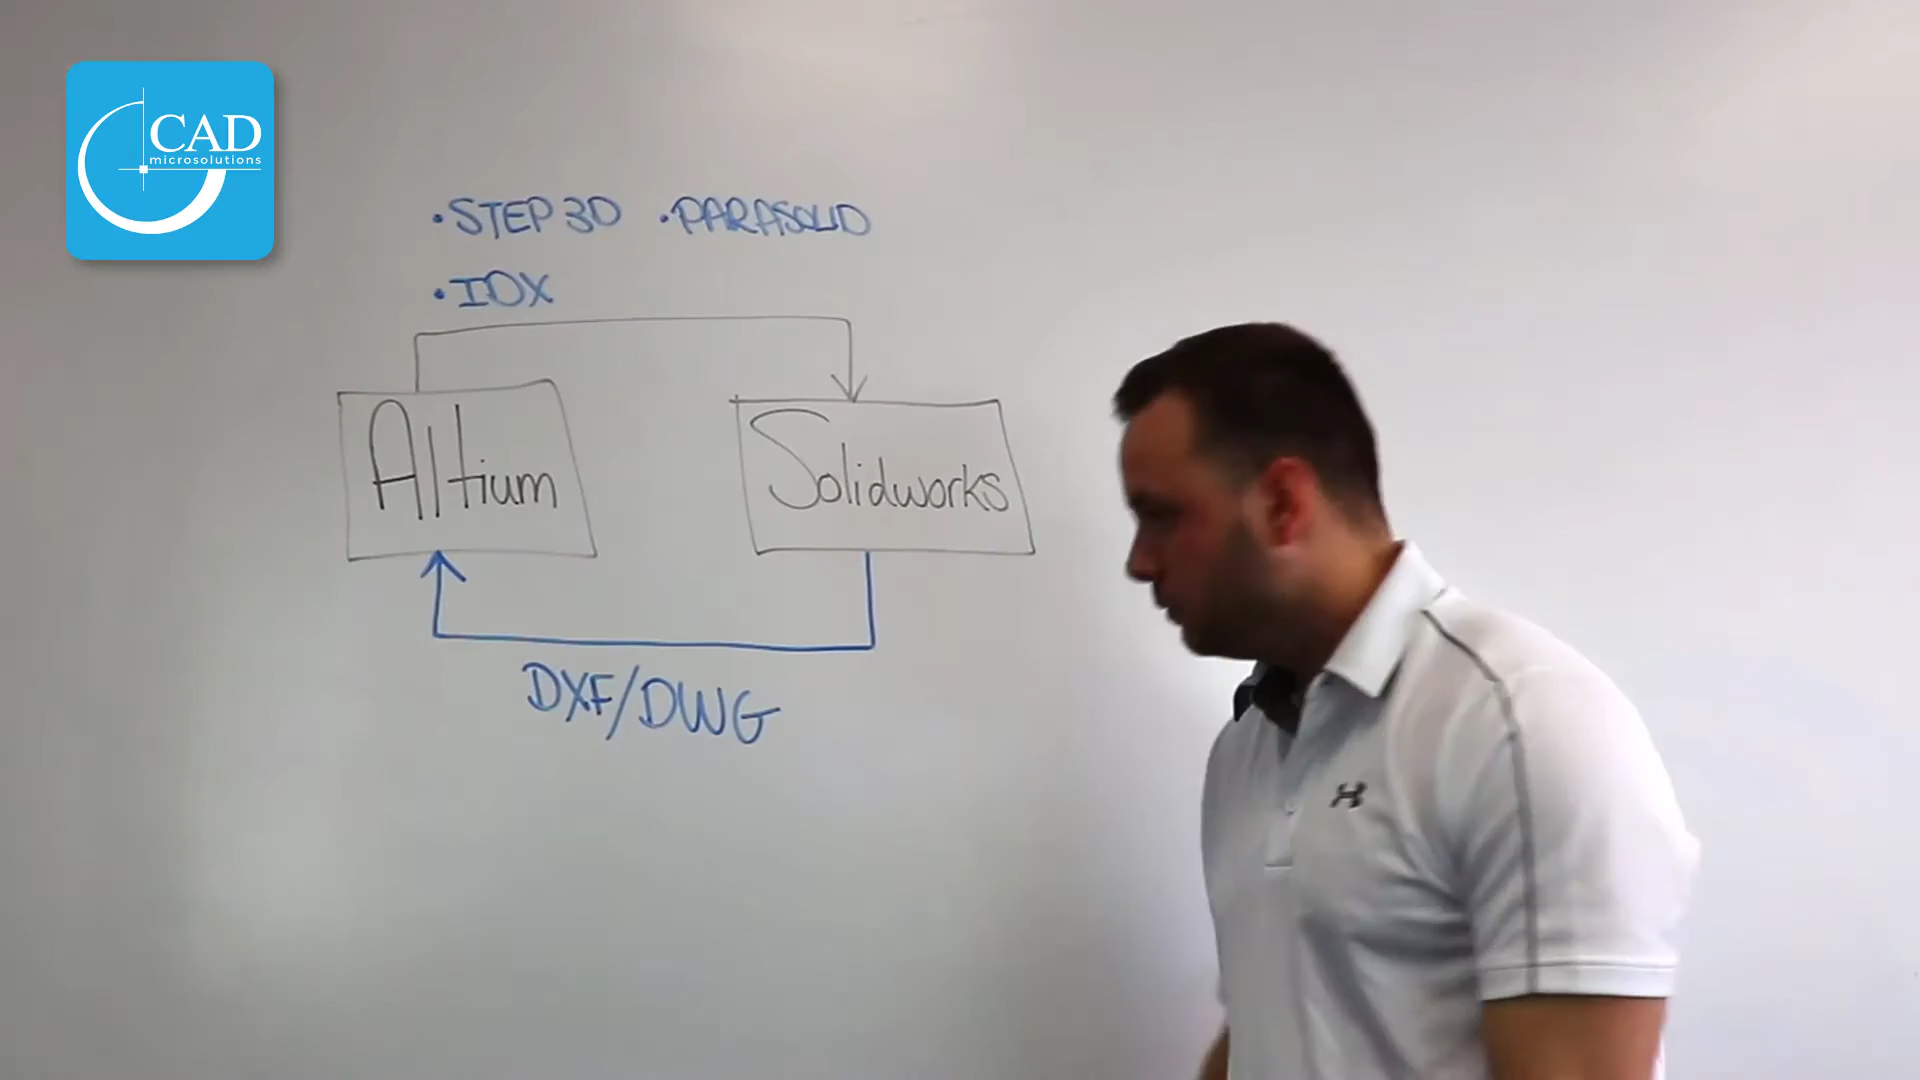 CAD
microsolutions
• STEP 3D • PARASOLID
• IDX
Altium
Solidworks
DXF/DWG